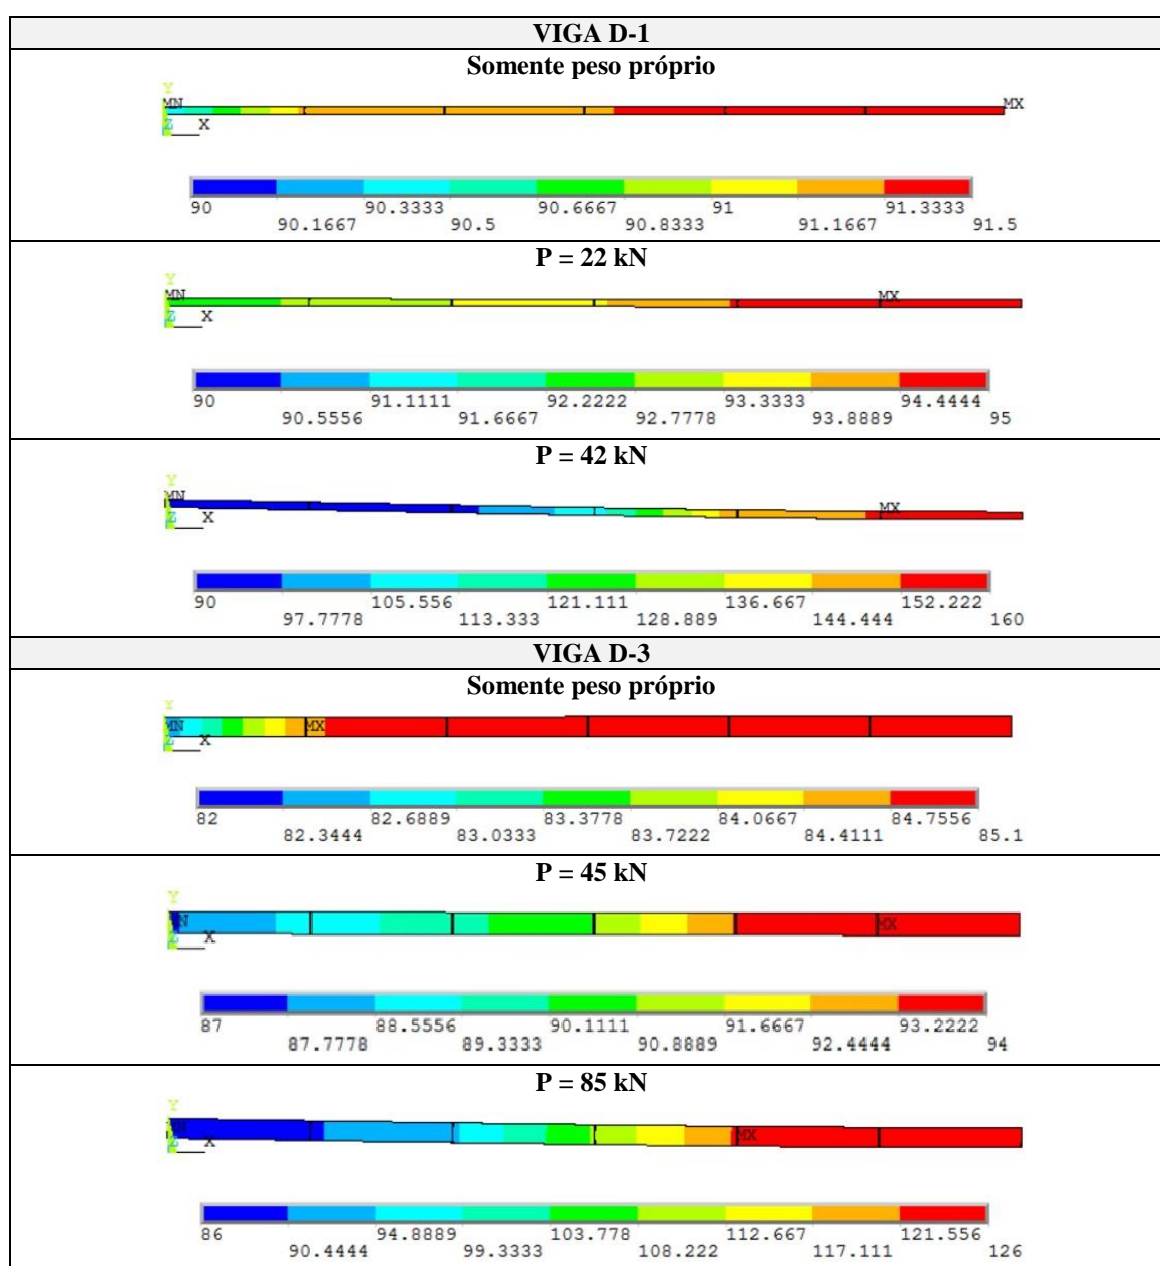 VIGA D-1
Somente peso próprio
Y
MN
MX
Z X
90 90.3333 90.6667 91 91.3333
90.1667 90.5 90.8333 91.1667 91.5
P = 22 kN
Y
MN
MX
Z X
90 91.1111 92.2222 93.3333 94.4444
90.5556 91.6667 92.7778 93.8889 95
P = 42 kN
Y
MN
MX
Z X
90 105.556 121.111 136.667 152.222
97.7778 113.333 128.889 144.444 160
VIGA D-3
Somente peso próprio
Y
MN MX
Z X
82 82.6889 83.3778 84.0667 84.7556
82.3444 83.0333 83.7222 84.4111 85.1
P = 45 kN
Y
MX
Z X
87 88.5556 90.1111 91.6667 93.2222
87.7778 89.3333 90.8889 92.4444 94
P = 85 kN
Y
MX
Z X
86 94.8889 103.778 112.667 121.556
90.4444 99.3333 108.222 117.111 126